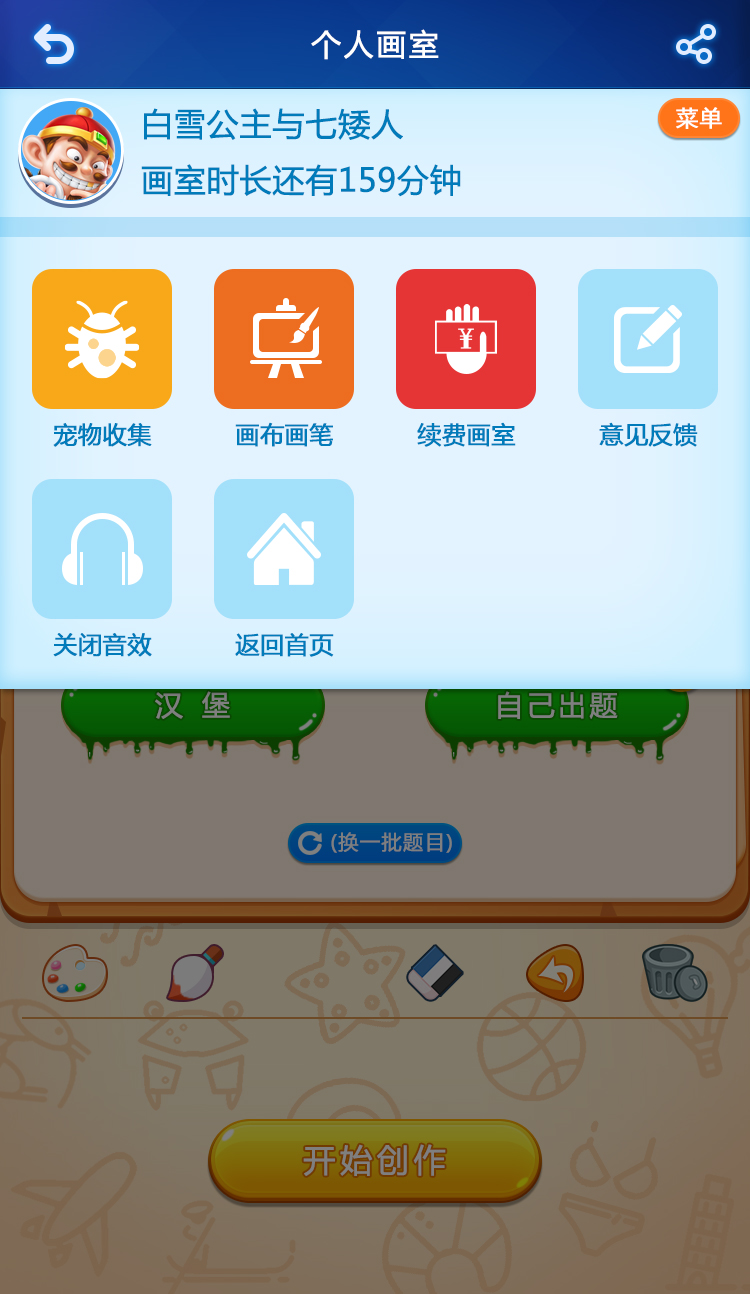 个人画室
白雪公主与七矮人
菜单
画室时长还有159分钟
¥
宠物收集
画布画笔
续费画室
意见反馈
关闭音效
返回首页
汉堡
自己出题
(换一批题目)
开始创作